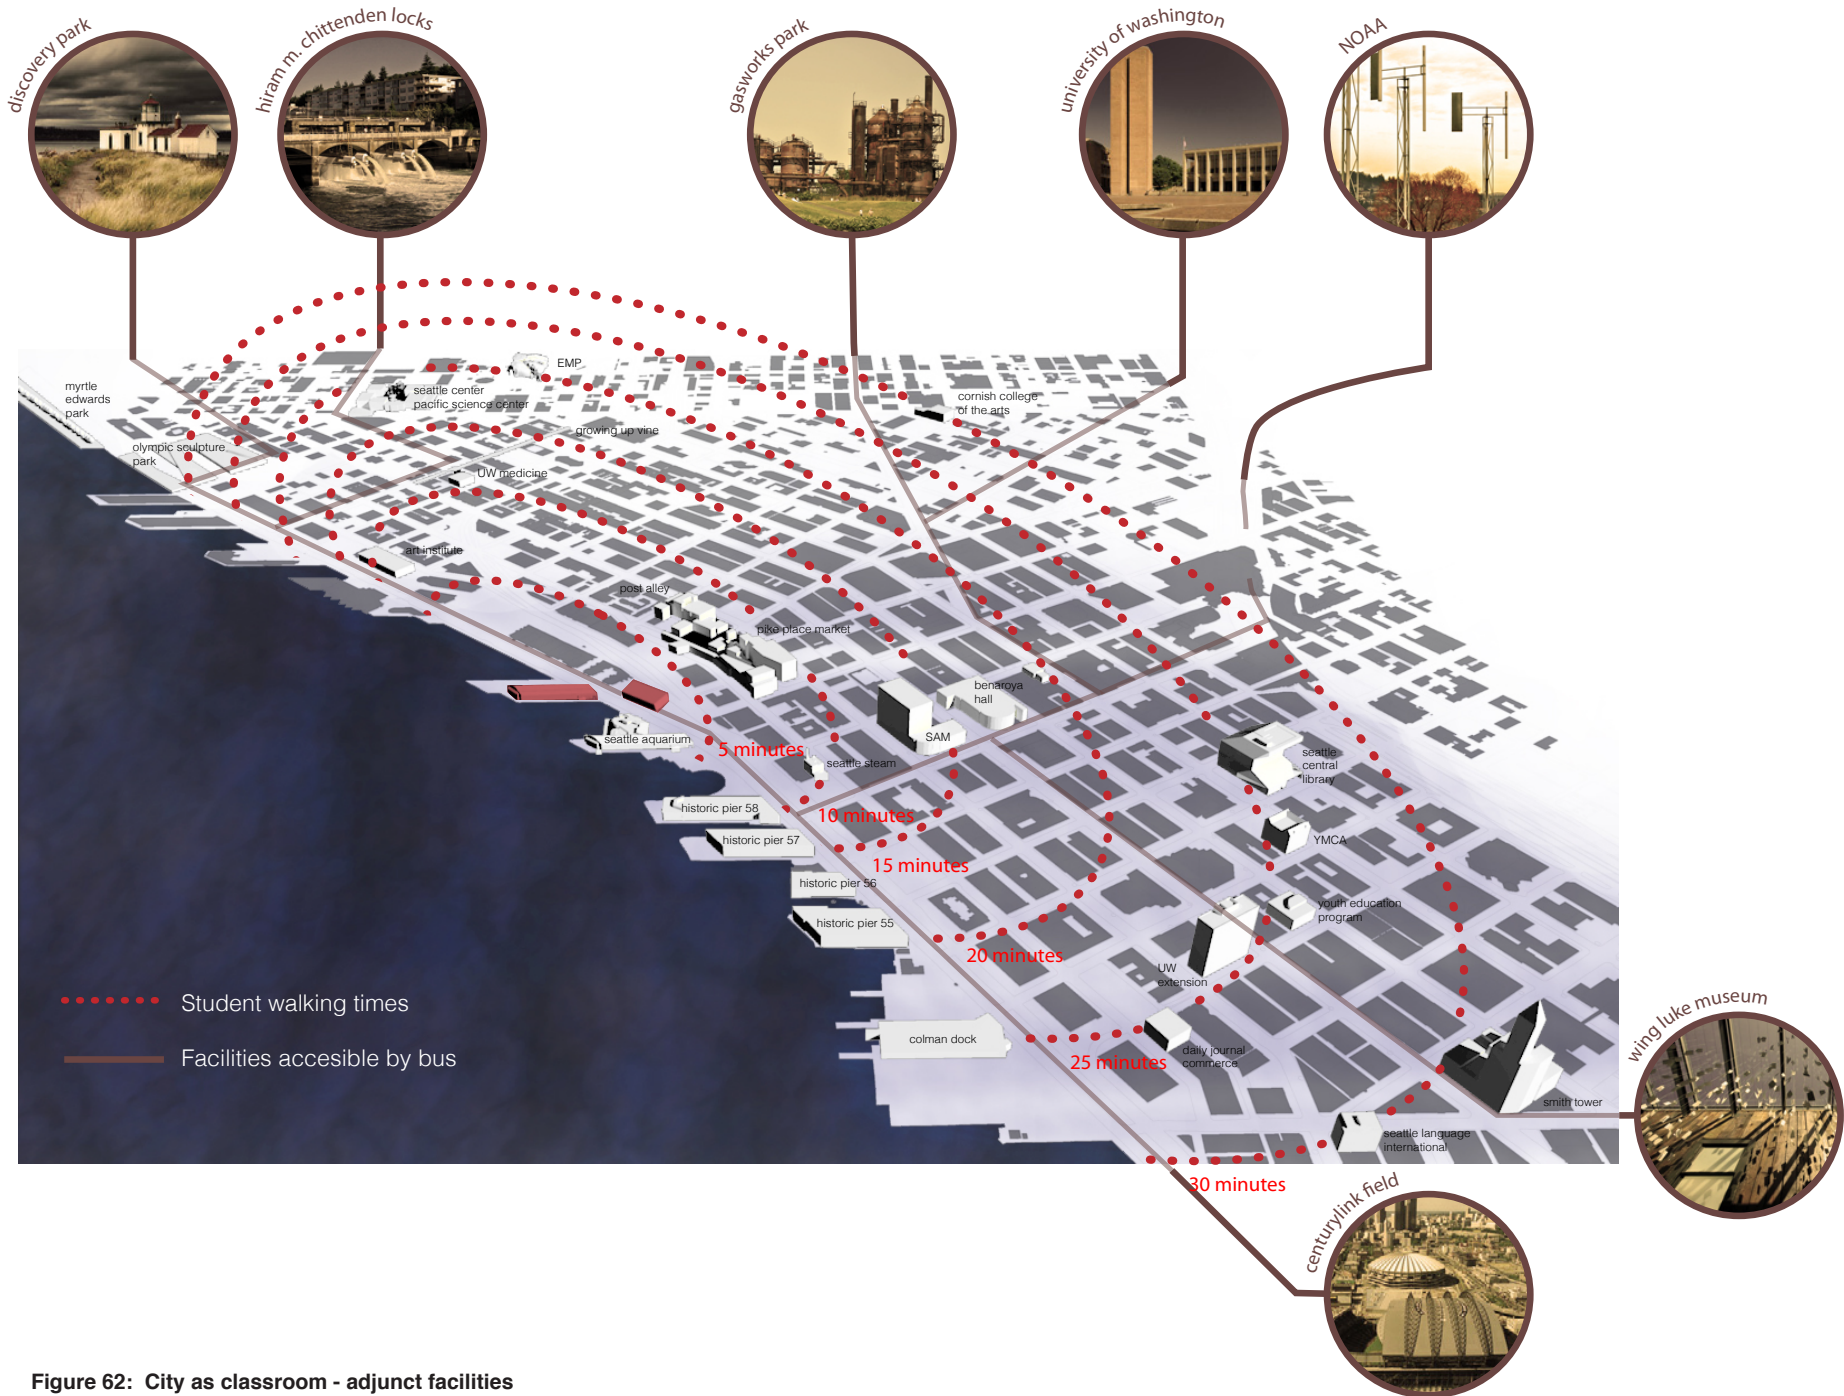 discovery park
hiram m. chittenden locks
gasworks park
university of washington
NOAA
myrtle
edwards
park
EMP
seattle center
pacific science center
cornish college
of the arts
growing up vine
olympic sculpture
park
UW medicine
art institute
post alley
pike place market
benaroya
hall
SAM
seattle aquarium
5 minutes
seattle steam
seattle
central
library
historic pier 58
10 minutes
historic pier 57
YMCA
15 minutes
historic pier 56
youth education
program
historic pier 55
20 minutes
UW
extension
Student walking times
colman dock
Facilities accesible by bus
25 minutes
daily journal
commerce
wing luke museum
smith tower
seattle language
international
30 minutes
centurylink field
Figure 62: City as classroom - adjunct facilities